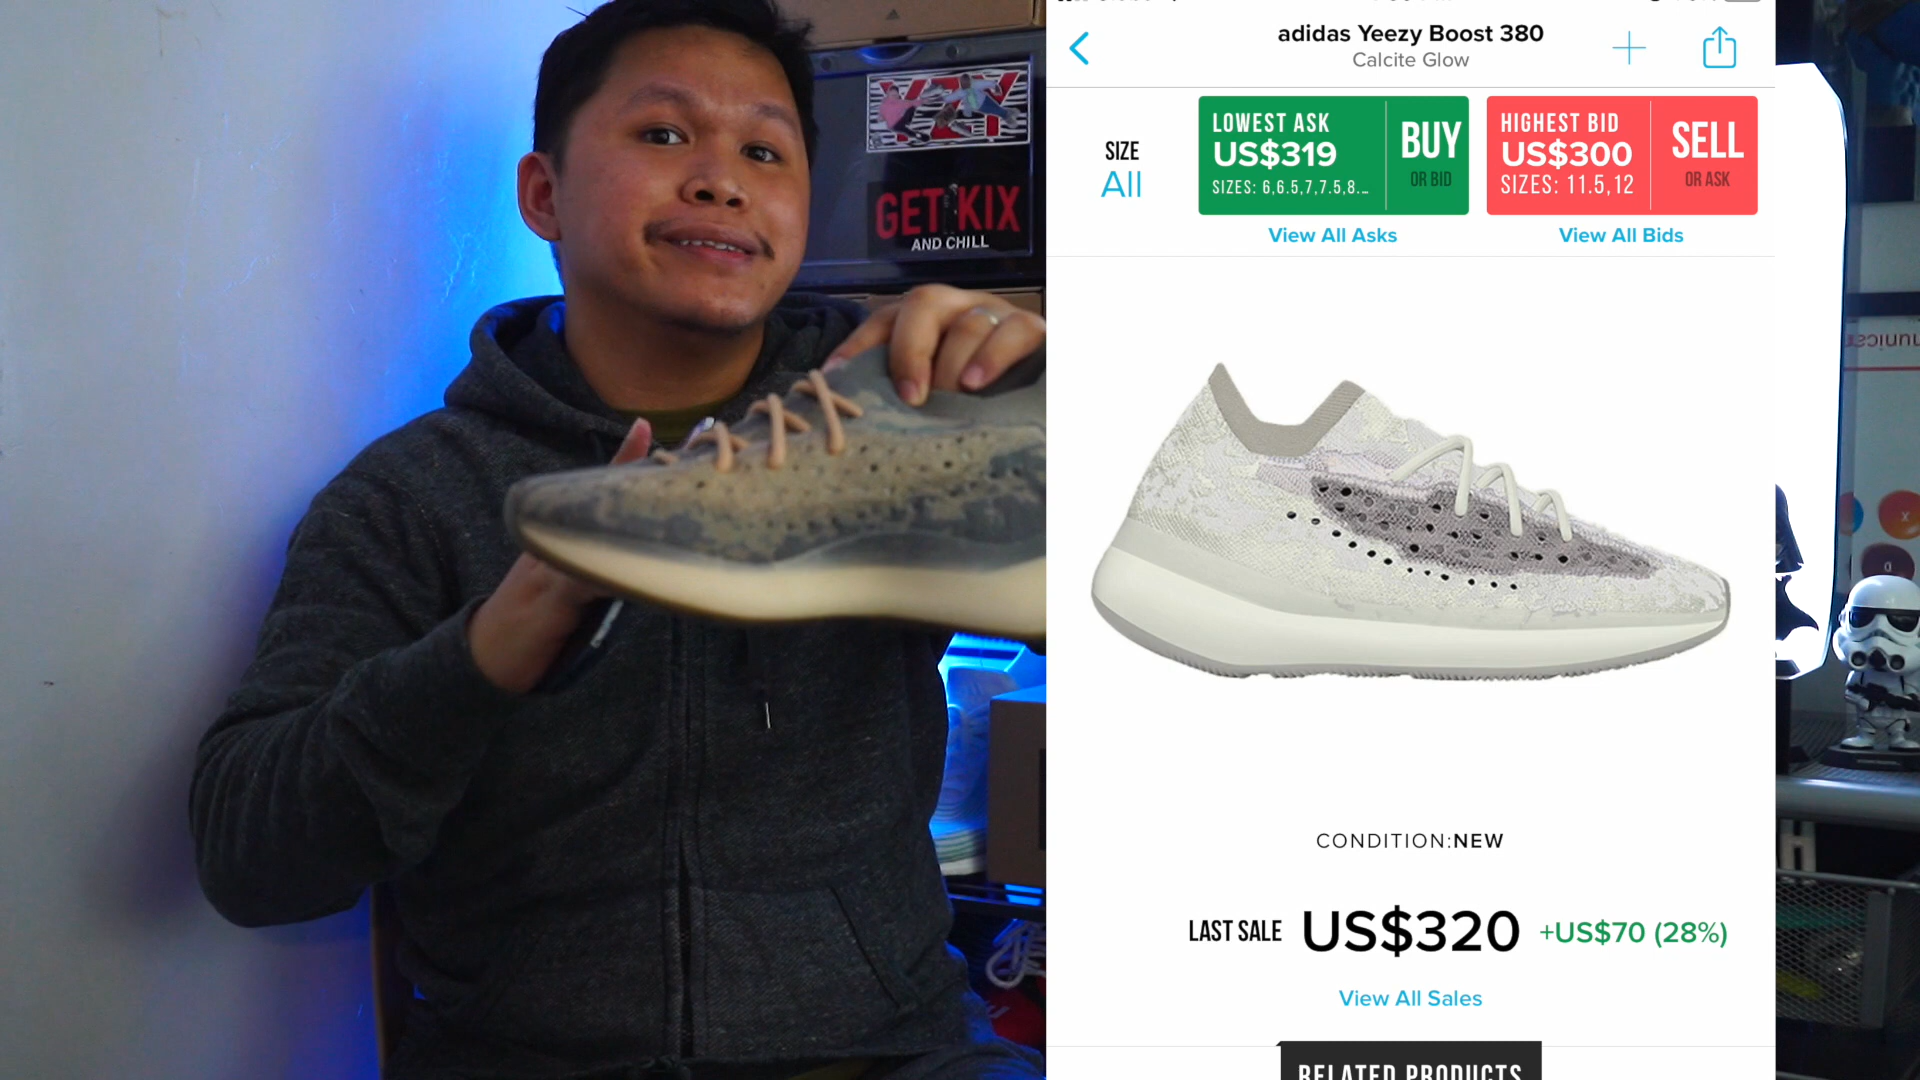 GET KIX
AND CHILL
adidas Yeezy Boost 380
Calcite Glow
SIZE
All
LOWEST ASK
US$319
SIZES: 6,6.5,7,7.5,8...
BUY
OR BID
HIGHEST BID
US$300
SIZES: 11.5,12
SELL
OR ASK
View All Asks
View All Bids
CONDITION:NEW
LAST SALE US$320 +US$70 (28%)
View All Sales
RELATED PRODUCTS
X
H